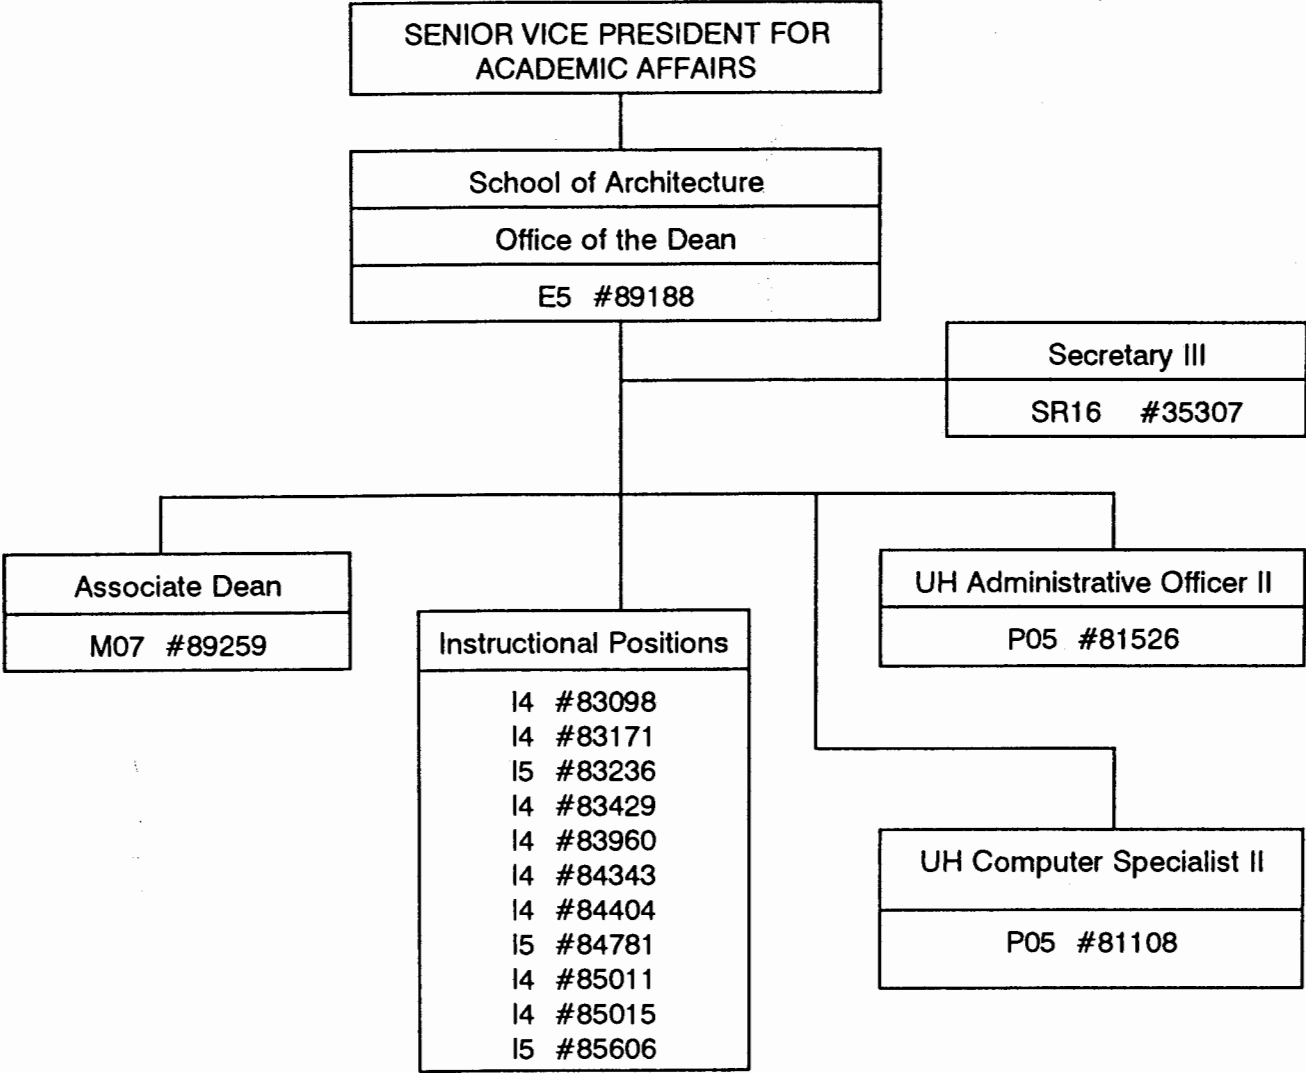 SENIOR VICE PRESIDENT FOR
ACADEMIC AFFAIRS
School of Architecture
Office of the Dean
E5 #89188
Secretary III
SR16 #35307
Associate Dean
M07 #89259
Instructional Positions
I4 #83098
I4 #83171
I5 #83236
I4 #83429
I4 #83960
I4 #84343
I4 #84404
I5 #84781
I4 #85011
I4 #85015
I5 #85606
UH Administrative Officer II
P05 #81526
UH Computer Specialist II
P05 #81108